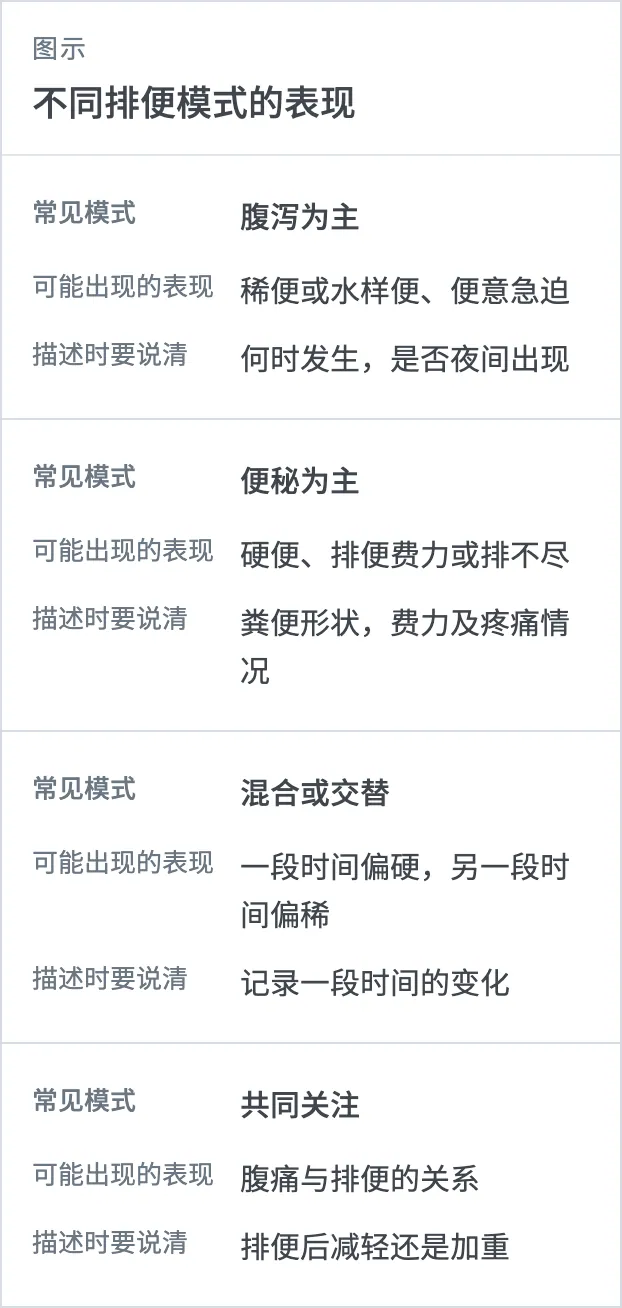 图示
不同排便模式的表现
常见模式 腹泻为主
可能出现的表现 稀便或水样便、便意急迫
描述时要说清 何时发生，是否夜间出现
常见模式 便秘为主
可能出现的表现 硬便、排便费力或排不尽
描述时要说清 粪便形状，费力及疼痛情
况
常见模式 混合或交替
可能出现的表现 一段时间偏硬，另一段时
间偏稀
描述时要说清 记录一段时间的变化
常见模式 共同关注
可能出现的表现 腹痛与排便的关系
描述时要说清 排便后减轻还是加重